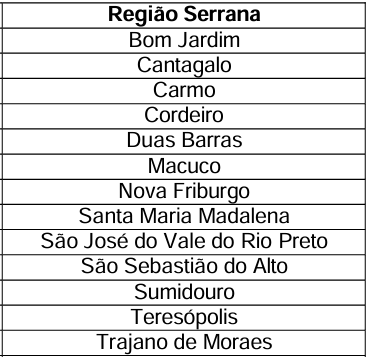 Região Serrana
Bom Jardim
Cantagalo
Carmo
Cordeiro
Duas Barras
Macuco
Nova Friburgo
Santa Maria Madalena
São José do Vale do Rio Preto
São Sebastião do Alto
Sumidouro
Teresópolis
Trajano de Moraes